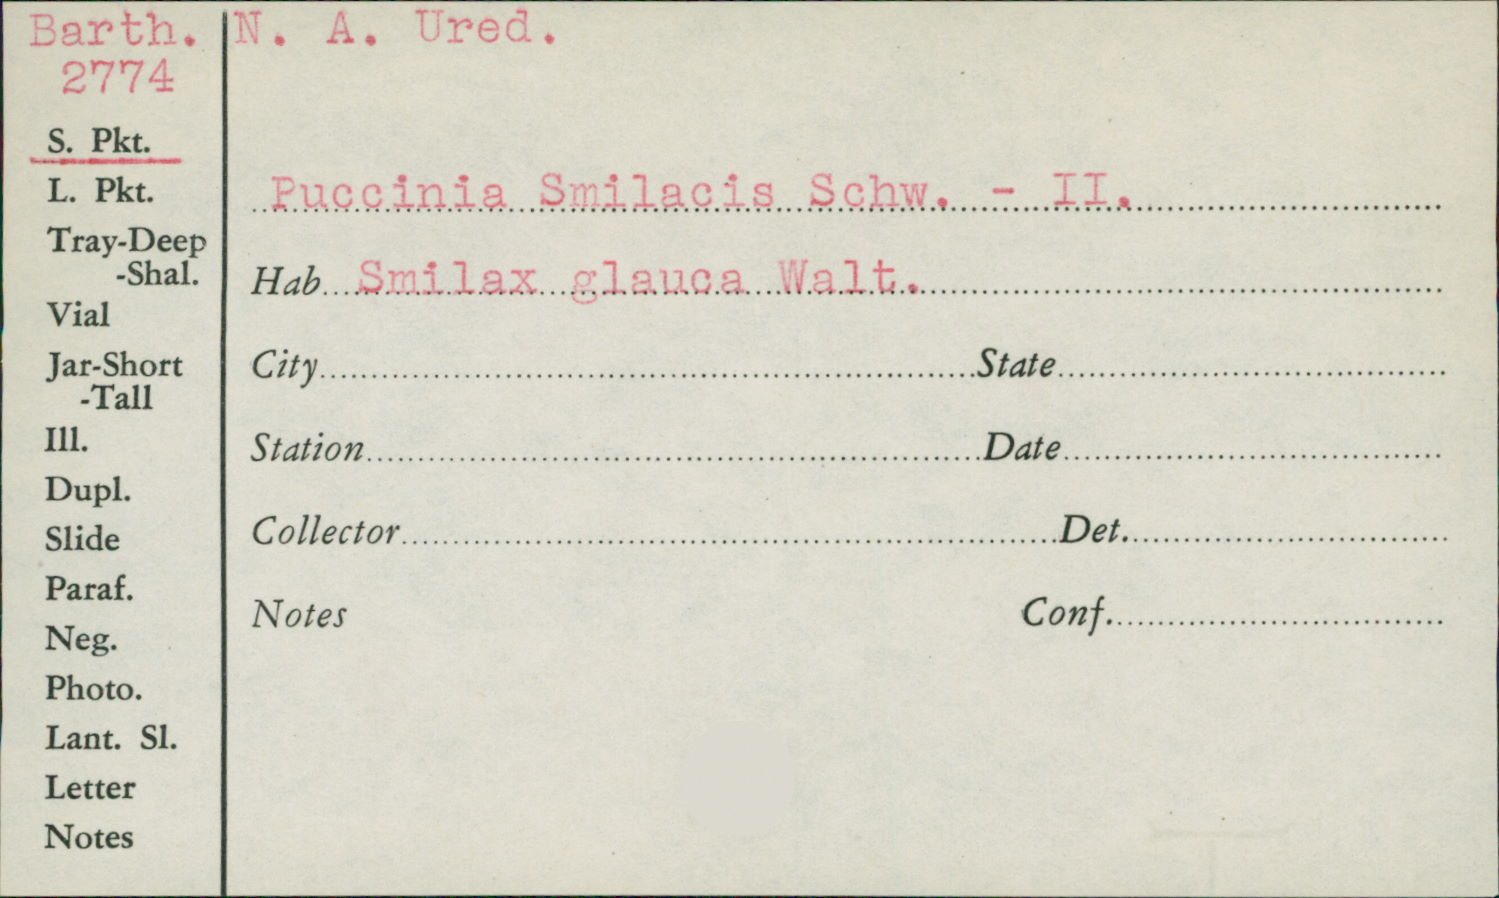 Barth.
2774
N. A. Ured.
S. Pkt.
L. Pkt.
Tray-Deep
-Shal.
Vial
Jar-Short
-Tall
Ill.
Dupl.
Slide
Paraf.
Neg.
Photo.
Lant. Sl.
Letter
Notes
Puccinia Smilacis Schw. - II.
Hab Smilax glauca Walt.
City State
Station Date
Collector Det.
Notes Conf.